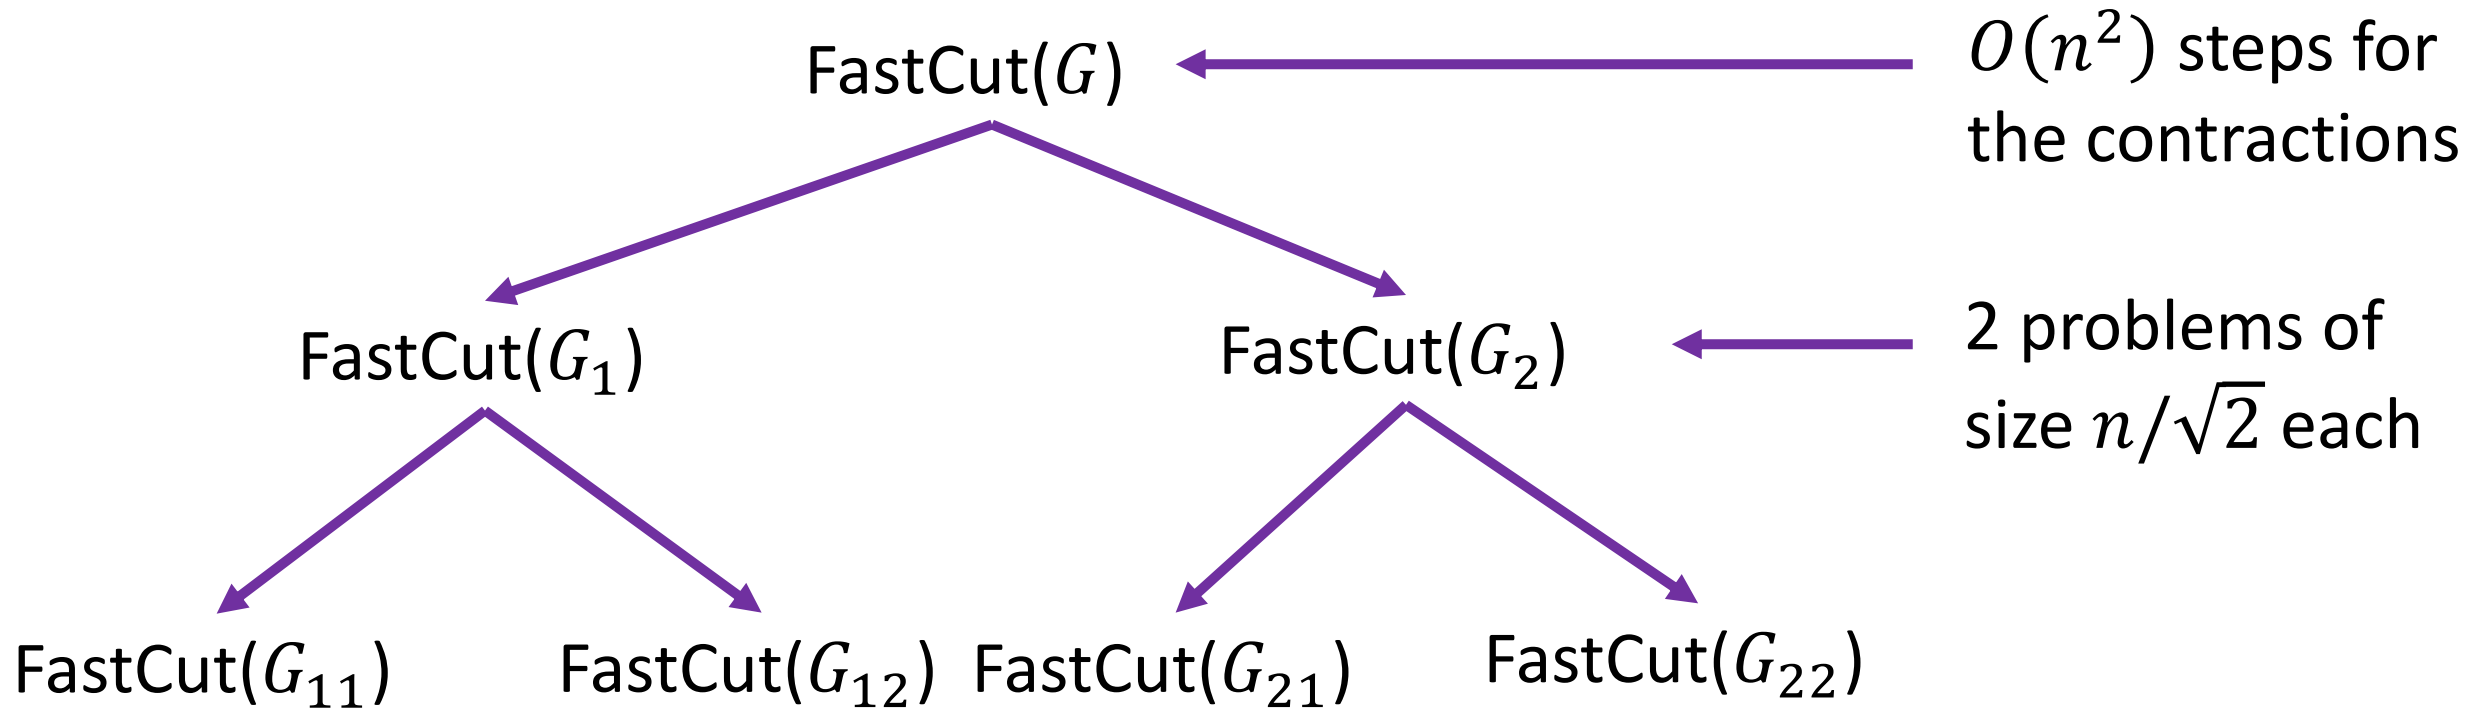 FastCut(𝐺)
𝑂(𝑛²) steps for
the contractions
FastCut(𝐺₁)
FastCut(𝐺₂)
2 problems of
size 𝑛/√2 each
FastCut(𝐺₁₁)
FastCut(𝐺₁₂)
FastCut(𝐺₂₁)
FastCut(𝐺₂₂)